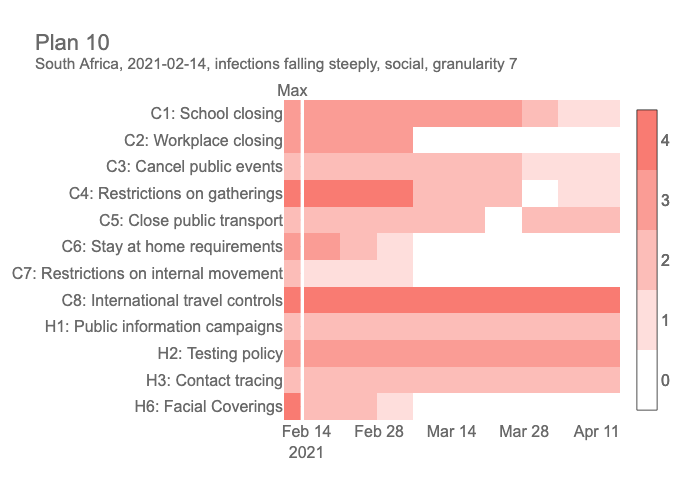 Plan 10
South Africa, 2021-02-14, infections falling steeply, social, granularity 7
Max
C1: School closing
C2: Workplace closing
C3: Cancel public events
C4: Restrictions on gatherings
C5: Close public transport
C6: Stay at home requirements
C7: Restrictions on internal movement
C8: International travel controls
H1: Public information campaigns
H2: Testing policy
H3: Contact tracing
H6: Facial Coverings
4
3
2
1
0
Feb 14 Feb 28 Mar 14 Mar 28 Apr 11
2021